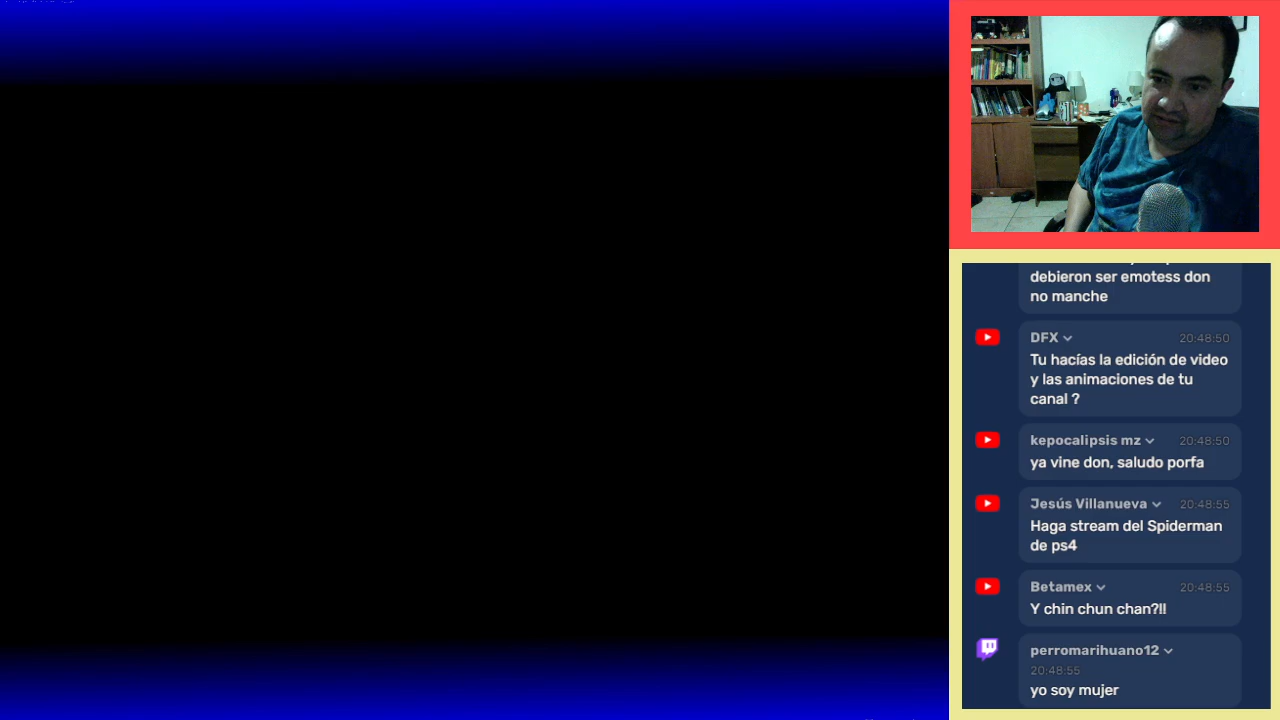 debieron ser emotess don
no manche
DFX 20:48:50
Tu hacías la edición de video
y las animaciones de tu
canal ?
kepocalipsis mz 20:48:50
ya vine don, saludo porfa
Jesús Villanueva 20:48:55
Haga stream del Spiderman
de ps4
Betamex 20:48:55
Y chin chun chan?!!
perromarihuano12
20:48:55
yo soy mujer